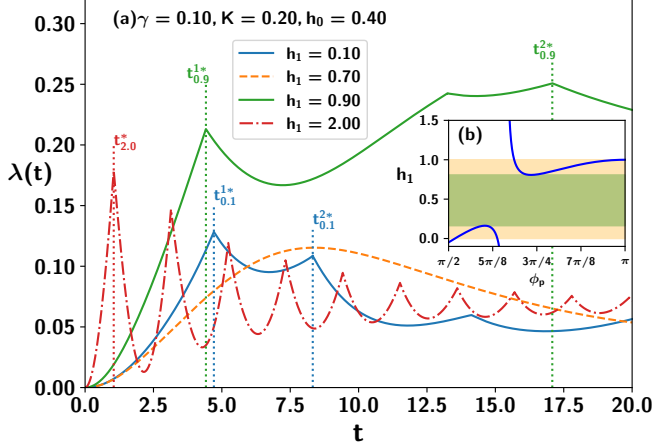 (a) γ = 0.10, K = 0.20, h₀ = 0.40
0.30
0.25
0.20
0.15
0.10
0.05
0.00
λ(t)
h₁ = 0.10
h₁ = 0.70
h₁ = 0.90
h₁ = 2.00
t*2.0
t¹*0.9
t¹*0.1
t²*0.1
t²*0.9
(b)
1.5
1.0
0.5
0.0
h₁
π/2 5π/8 3π/4 7π/8 π
ϕₚ
0.0 2.5 5.0 7.5 10.0 12.5 15.0 17.5 20.0
t